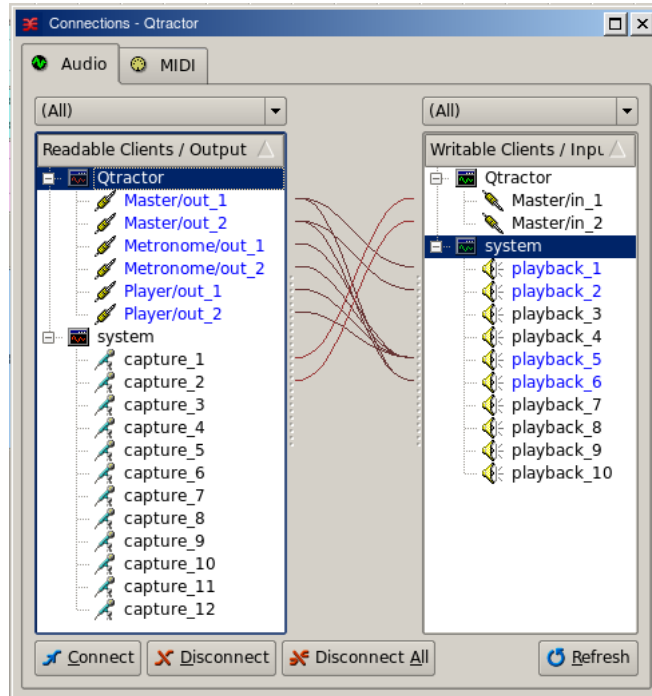 Connections - Qtractor
Audio
MIDI
(All)
(All)
Readable Clients / Output
Writable Clients / Inpu
Qtractor
Master/out_1
Master/out_2
Metronome/out_1
Metronome/out_2
Player/out_1
Player/out_2
system
capture_1
capture_2
capture_3
capture_4
capture_5
capture_6
capture_7
capture_8
capture_9
capture_10
capture_11
capture_12
Qtractor
Master/in_1
Master/in_2
system
playback_1
playback_2
playback_3
playback_4
playback_5
playback_6
playback_7
playback_8
playback_9
playback_10
Connect
Disconnect
Disconnect All
Refresh